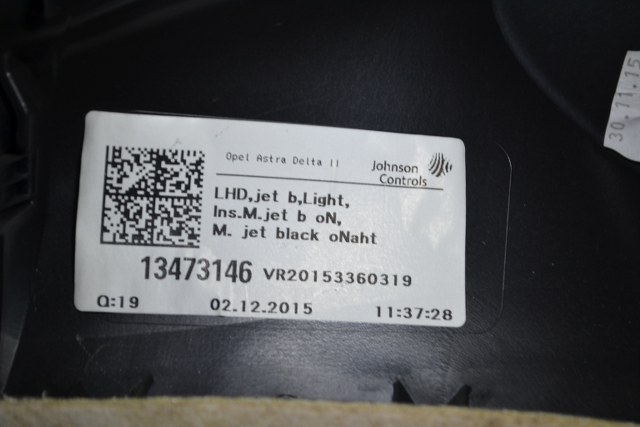 Opel Astra Delta II
Johnson
Controls
LHD,jet b,Light,
Ins.M.jet b oN,
M. jet black oNaht
13473146 VR20153360319
Q:19 02.12.2015 11:37:28
30.11.15